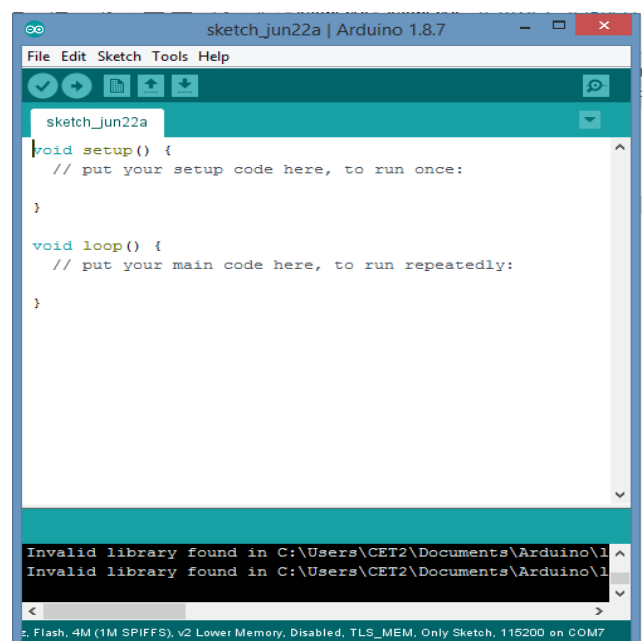 sketch_jun22a | Arduino 1.8.7
File Edit Sketch Tools Help
sketch_jun22a
void setup() {
// put your setup code here, to run once:
}
void loop() {
// put your main code here, to run repeatedly:
}
Invalid library found in C:\Users\CET2\Documents\Arduino\l
Invalid library found in C:\Users\CET2\Documents\Arduino\l
z, Flash, 4M (1M SPIFFS), v2 Lower Memory, Disabled, TLS_MEM, Only Sketch, 115200 on COM7